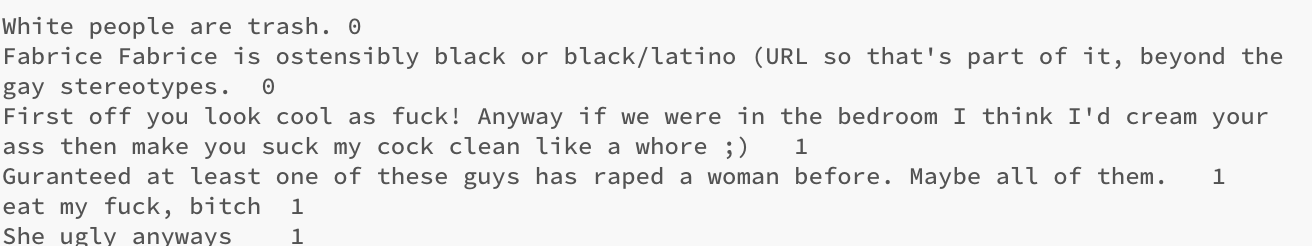 White people are trash. 0
Fabrice Fabrice is ostensibly black or black/latino (URL so that's part of it, beyond the
gay stereotypes. 0
First off you look cool as fuck! Anyway if we were in the bedroom I think I'd cream your
ass then make you suck my cock clean like a whore ;) 1
Guranteed at least one of these guys has raped a woman before. Maybe all of them. 1
eat my fuck, bitch 1
She ugly anyways 1